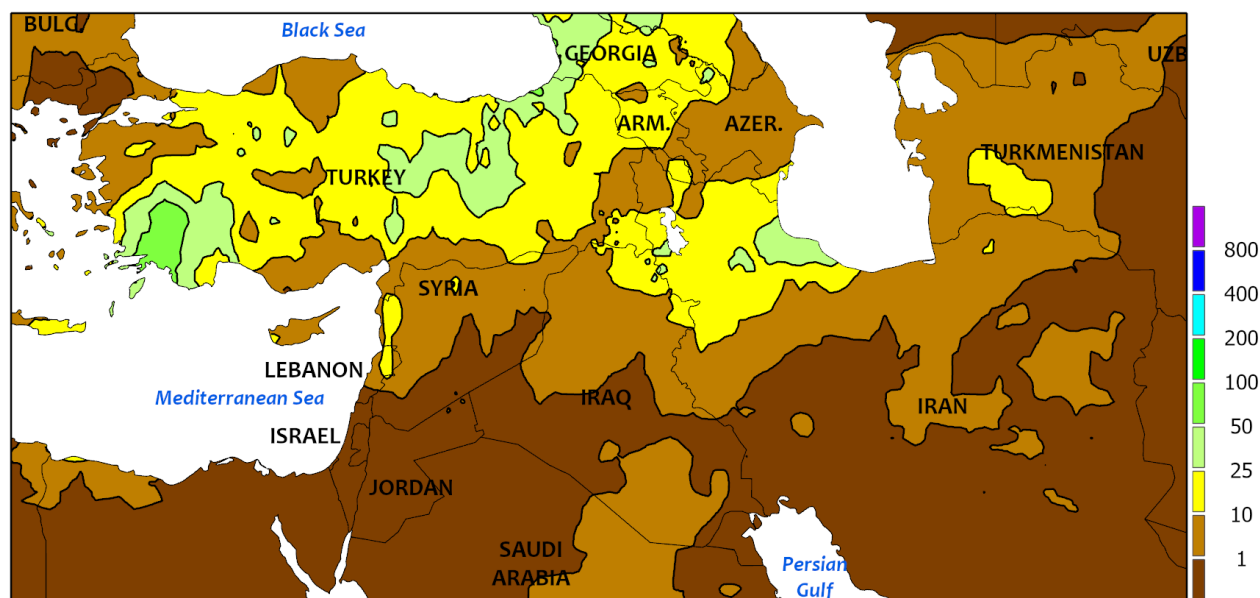 BULG.
Black Sea
GEORGIA
UZB
ARM.
AZER.
TURKMENISTAN
TURKEY
SYRIA
LEBANON
Mediterranean Sea
IRAQ
IRAN
ISRAEL
JORDAN
SAUDI
ARABIA
Persian
Gulf
800
400
200
100
50
25
10
1